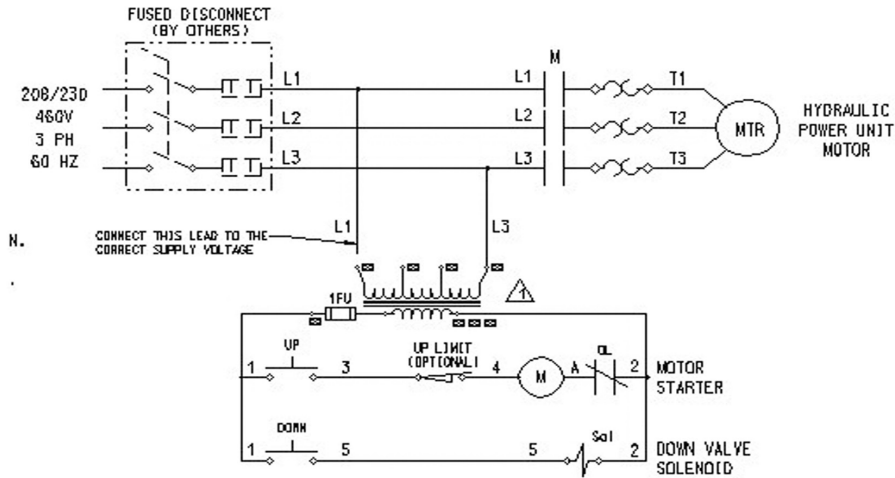 FUSED DISCONNECT
(BY OTHERS)
208/230
460V
3 PH
60 HZ
L1
L2
L3
M
L1
L2
L3
T1
T2
T3
MTR
HYDRAULIC
POWER UNIT
MOTOR
N.
CONNECT THIS LEAD TO THE
CORRECT SUPPLY VOLTAGE
L1
L3
1
1FU
UP
1
3
UP LIMIT
(OPTIONAL)
4
M
A
OL
2
MOTOR
STARTER
DOWN
1
5
5
Sol
2
DOWN VALVE
SOLENOID